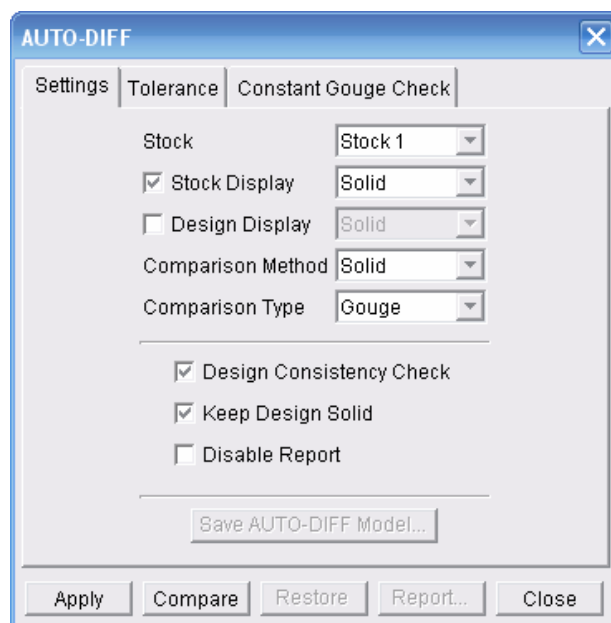 AUTO-DIFF
Settings Tolerance Constant Gouge Check
Stock Stock 1
Stock Display Solid
Design Display Solid
Comparison Method Solid
Comparison Type Gouge
Design Consistency Check
Keep Design Solid
Disable Report
Save AUTO-DIFF Model...
Apply Compare Restore Report... Close